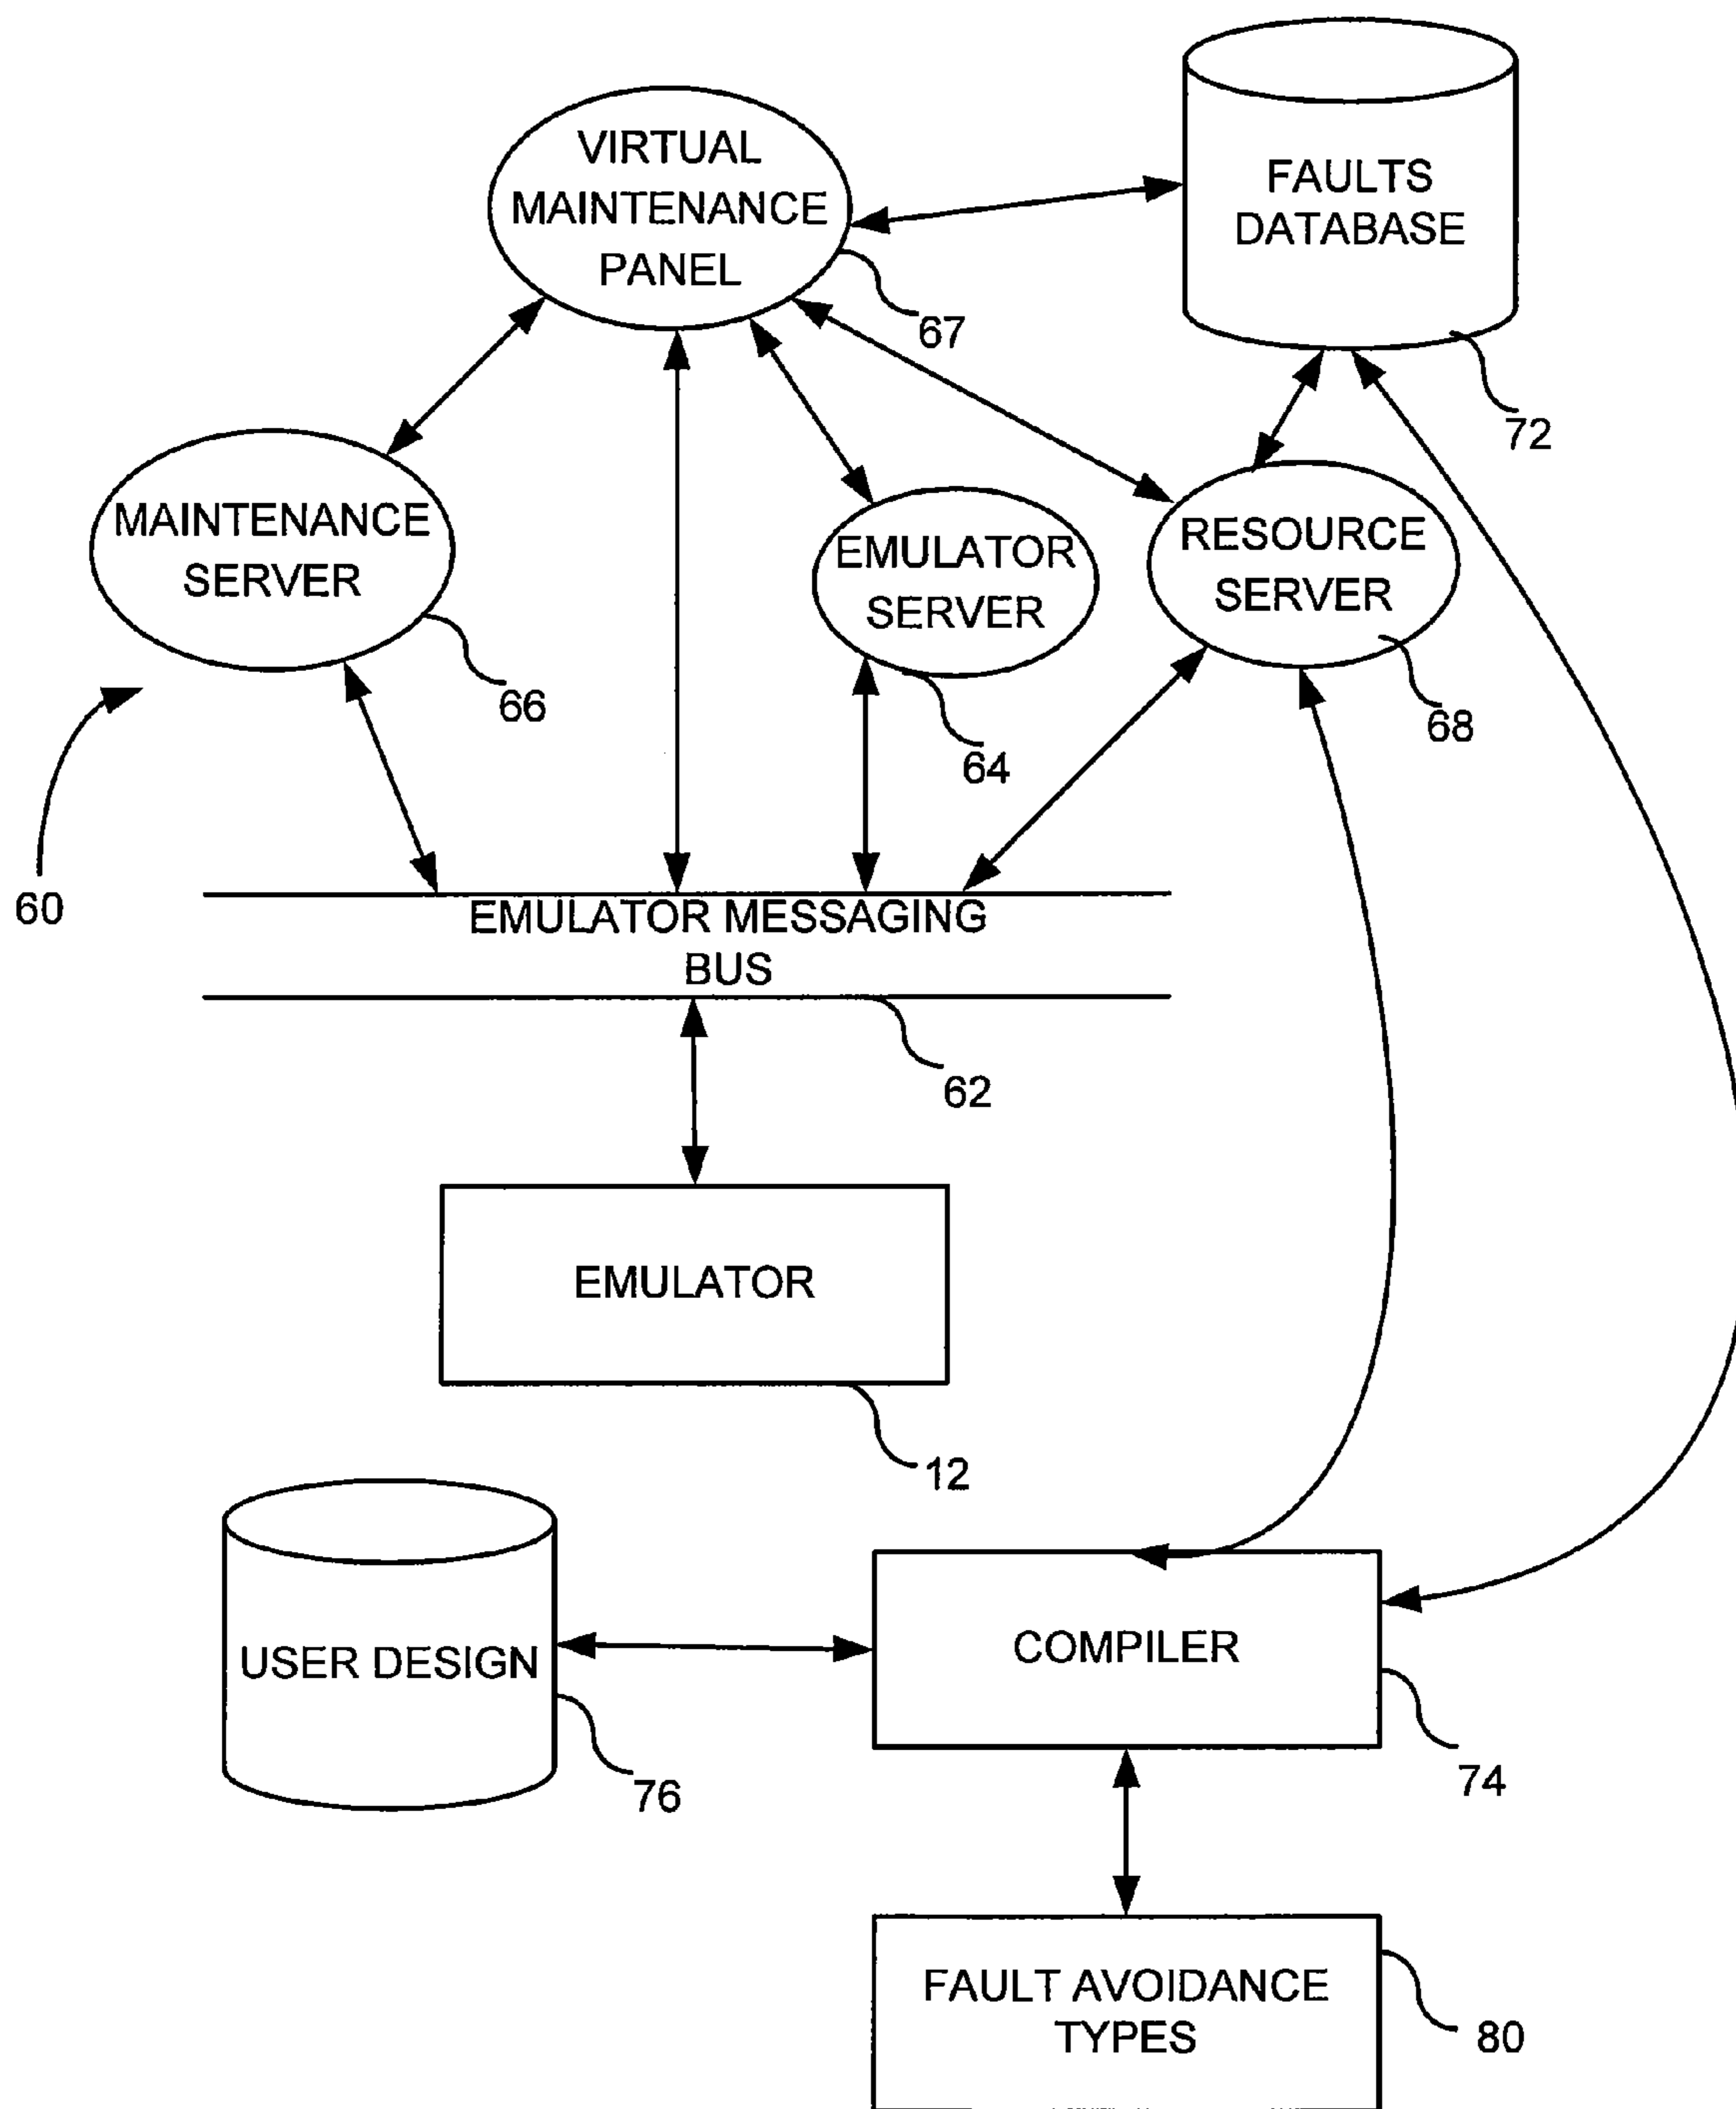 VIRTUAL
MAINTENANCE
PANEL
67
FAULTS
DATABASE
72
MAINTENANCE
SERVER
66
EMULATOR
SERVER
64
RESOURCE
SERVER
68
60
EMULATOR MESSAGING
BUS
62
EMULATOR
12
USER DESIGN
76
COMPILER
74
FAULT AVOIDANCE
TYPES
80